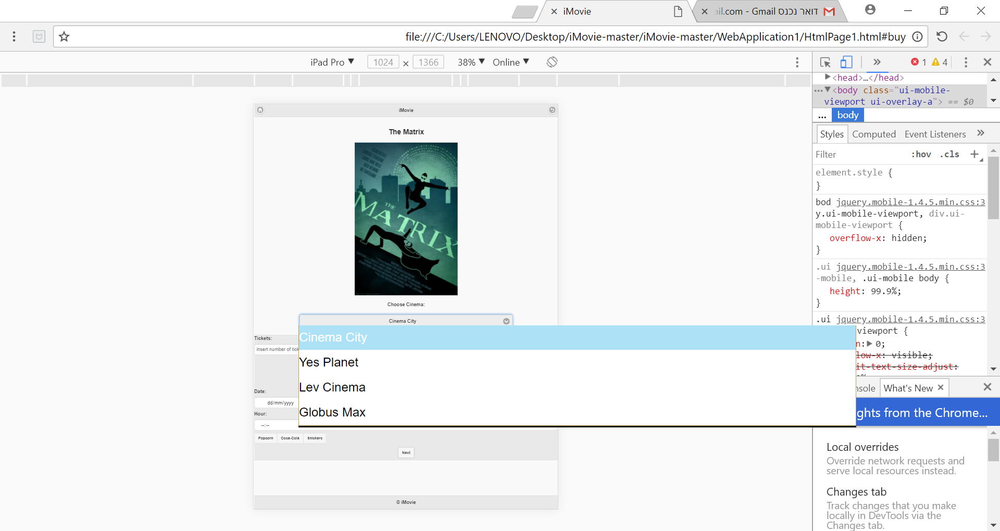 iMovie
ail.com - Gmail דואר נכנס
file:///C:/Users/LENOVO/Desktop/iMovie-master/iMovie-master/WebApplication1/HtmlPage1.html#buy
iPad Pro ▼ 1024 × 1366 38% ▼ Online ▼
1 4
<head>…</head>
<body class="ui-mobile-
viewport ui-overlay-a"> == $0
... body
Styles Computed Event Listeners »
Filter :hov .cls +
element.style {
}
bod jquery.mobile-1.4.5.min.css:3
y.ui-mobile-viewport, div.ui-
mobile-viewport {
overflow-x: hidden;
}
.ui jquery.mobile-1.4.5.min.css:3
-mobile, .ui-mobile body {
height: 99.9%;
}
.ui jquery.mobile-1.4.5.min.css:3
viewport {
n: 0;
low-x: visible;
it-text-size-adjust:
nsole What's New ×
ghts from the Chrome...
Local overrides
Override network requests and
serve local resources instead.
Changes tab
Track changes that you make
locally in DevTools via the
Changes tab.
iMovie
The Matrix
THE
MATRIX
Choose Cinema:
Cinema City
Cinema City
Yes Planet
Lev Cinema
Globus Max
Tickets:
insert number of tick
Date:
dd/mm/yyyy
Hour:
--:--
Popcorn Coca-Cola Snickers
Next
© iMovie